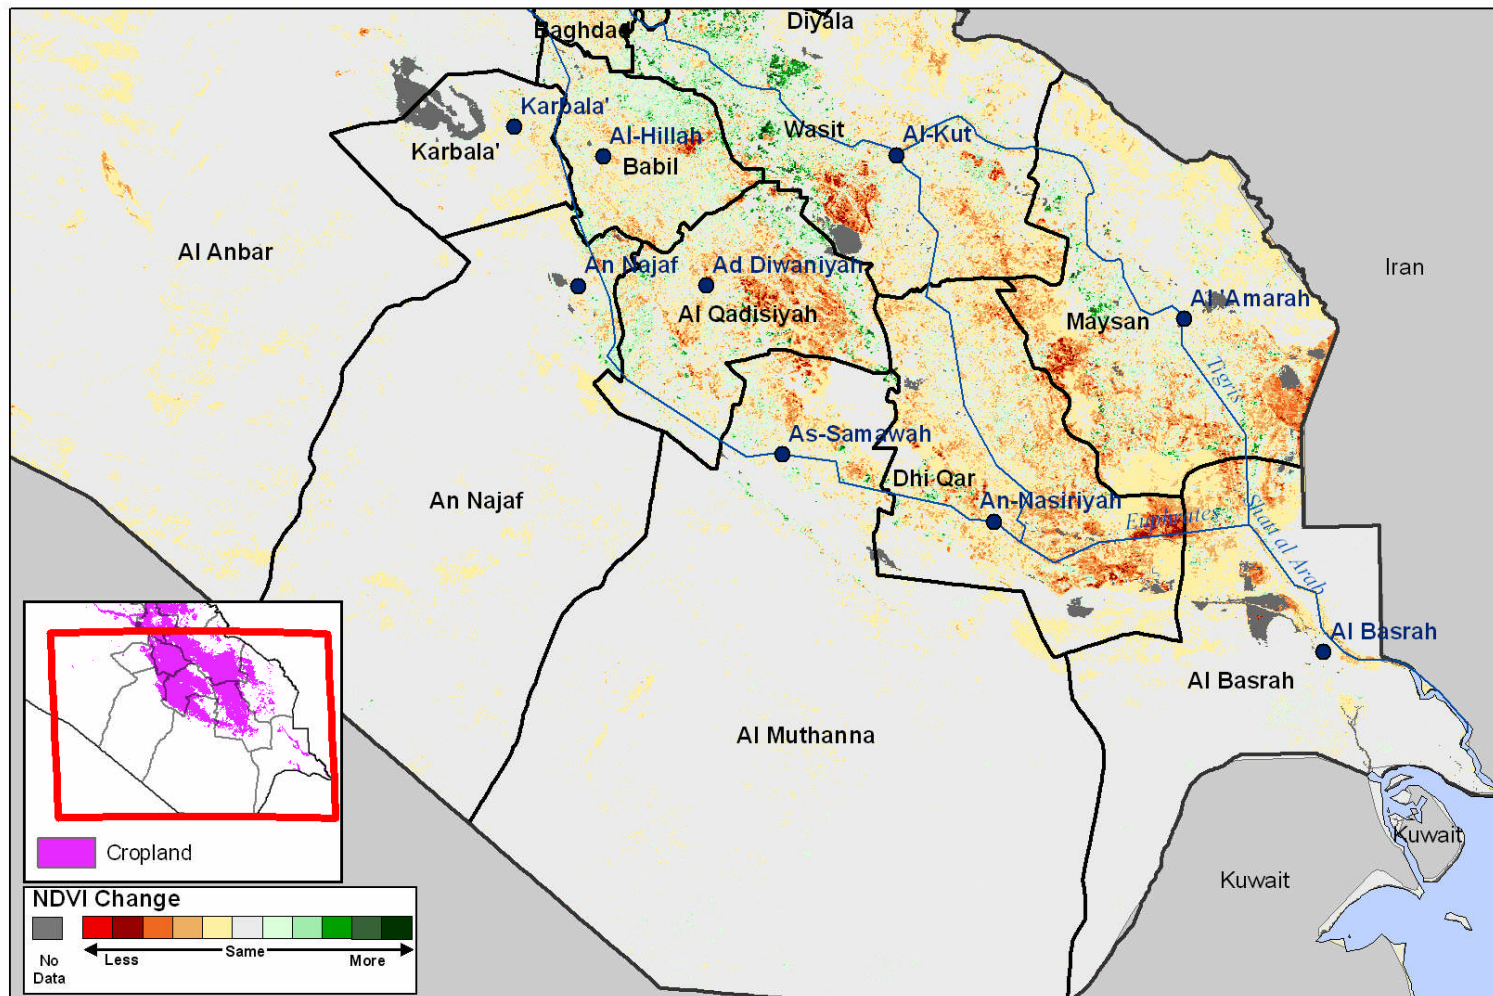 Diyala
Baghdad
Karbala'
Wasit
Al-Kut
Al-Hillah
Karbala'
Babil
Al Anbar
An Najaf
Ad Diwaniyah
Iran
Al 'Amarah
Al Qadisiyah
Maysan
Tigris
As-Samawah
Dhi Qar
An Najaf
An-Nasiriyah
Euphrates
Shatt al Arab
Al Basrah
Al Basrah
Al Muthanna
Kuwait
Kuwait
Cropland
NDVI Change
No
Data
Less
Same
More